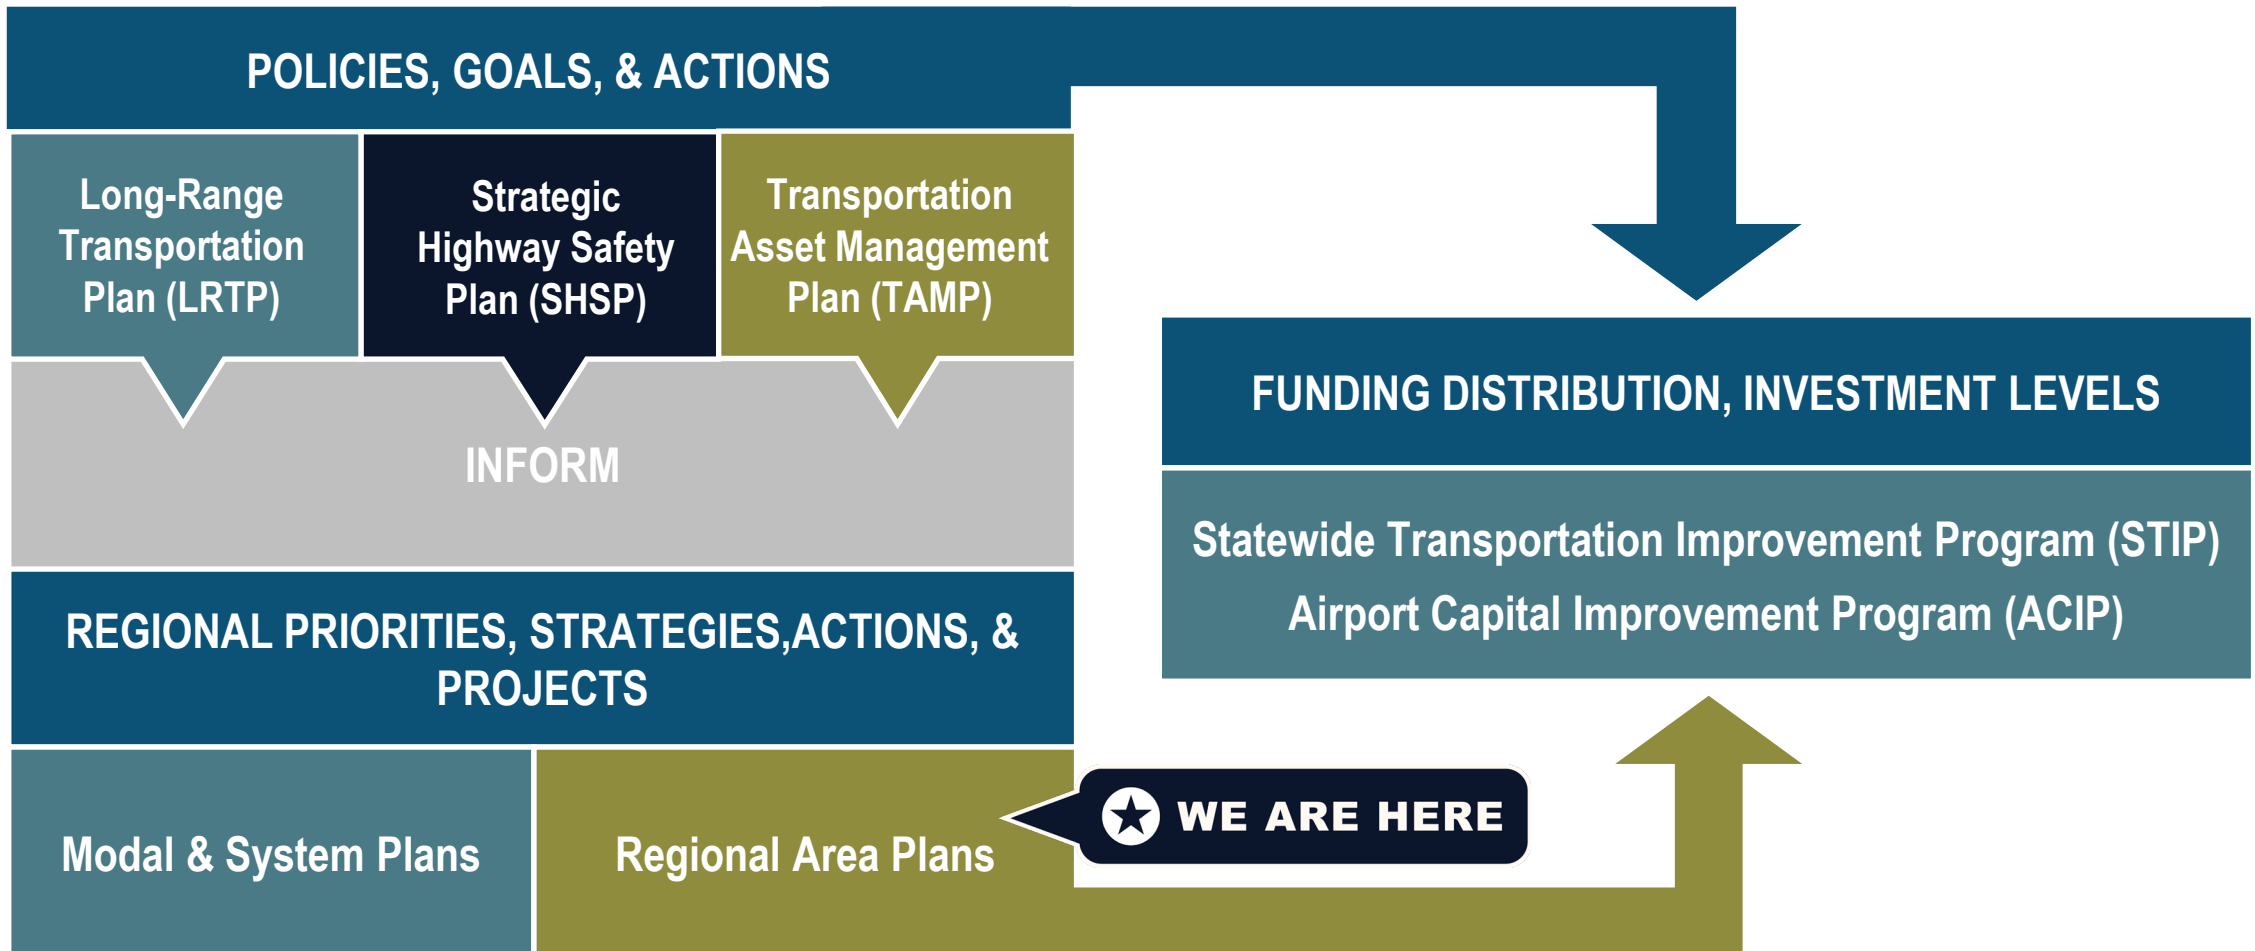 POLICIES, GOALS, & ACTIONS
Long-Range
Transportation
Plan (LRTP)
Strategic
Highway Safety
Plan (SHSP)
Transportation
Asset Management
Plan (TAMP)
INFORM
REGIONAL PRIORITIES, STRATEGIES,ACTIONS, &
PROJECTS
Modal & System Plans
Regional Area Plans
WE ARE HERE
FUNDING DISTRIBUTION, INVESTMENT LEVELS
Statewide Transportation Improvement Program (STIP)
Airport Capital Improvement Program (ACIP)